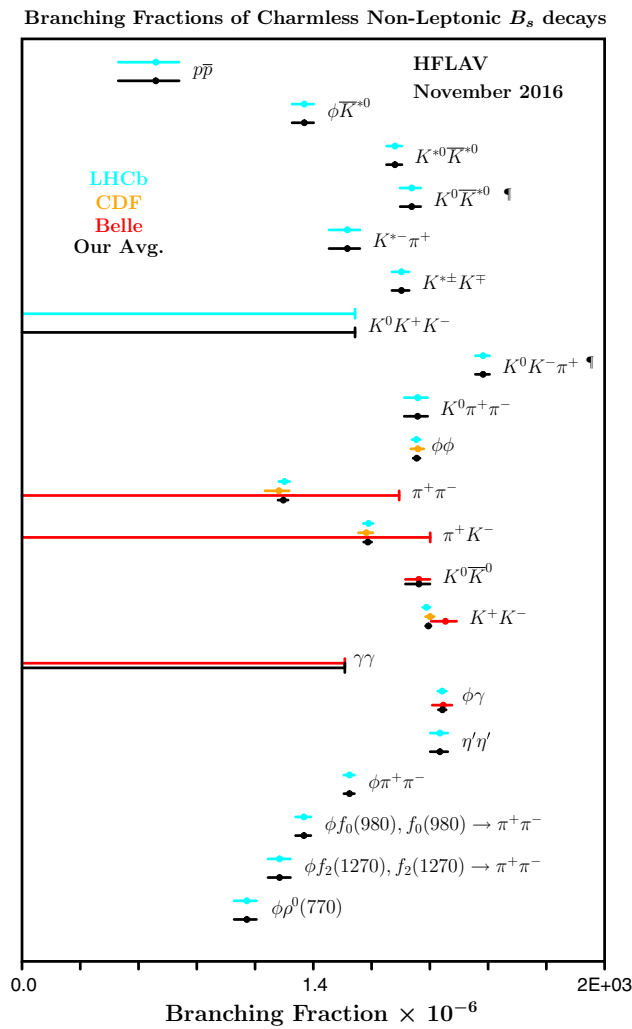 Branching Fractions of Charmless Non-Leptonic B_s decays
HFLAV
November 2016
pp̅
ϕK̅*⁰
K*⁰K̅*⁰
LHCb
CDF
Belle
Our Avg.
K⁰K̅*⁰ ¶
K*⁻π⁺
K*±K∓
K⁰K⁺K⁻
K⁰K⁻π⁺ ¶
K⁰π⁺π⁻
ϕϕ
π⁺π⁻
π⁺K⁻
K⁰K̅⁰
K⁺K⁻
γγ
ϕγ
η′η′
ϕπ⁺π⁻
ϕf₀(980), f₀(980) → π⁺π⁻
ϕf₂(1270), f₂(1270) → π⁺π⁻
ϕρ⁰(770)
0.0 1.4 2E+03
Branching Fraction × 10⁻⁶